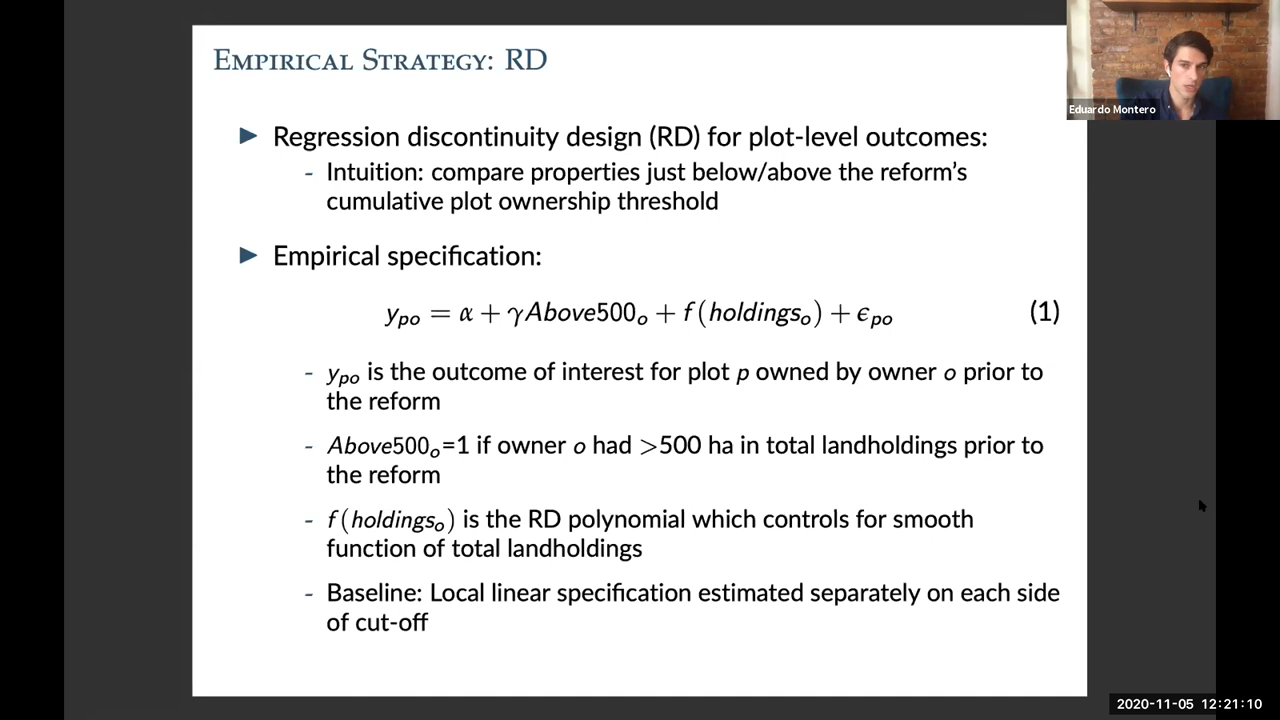 EMPIRICAL STRATEGY: RD
Eduardo Montero
▶ Regression discontinuity design (RD) for plot-level outcomes:
- Intuition: compare properties just below/above the reform’s
cumulative plot ownership threshold
▶ Empirical specification:
y_po = α + γAbove500_o + f(holdings_o) + ϵ_po (1)
- y_po is the outcome of interest for plot p owned by owner o prior to
the reform
- Above500_o=1 if owner o had >500 ha in total landholdings prior to
the reform
- f(holdings_o) is the RD polynomial which controls for smooth
function of total landholdings
- Baseline: Local linear specification estimated separately on each side
of cut-off
2020-11-05 12:21:10